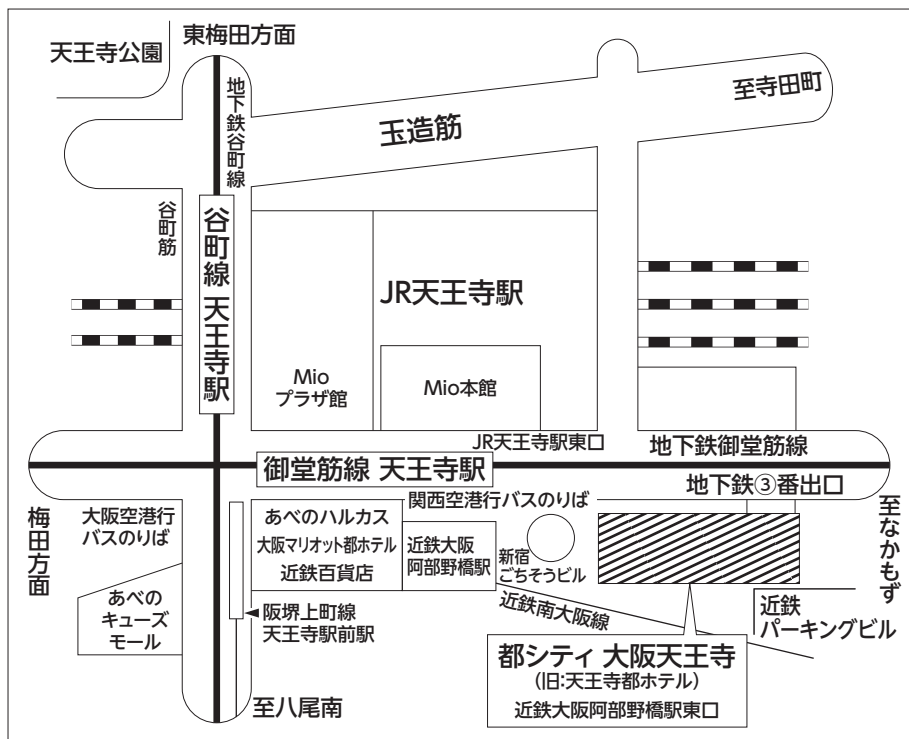 東梅田方面
天王寺公園
地下鉄谷町線
至寺田町
玉造筋
谷町筋
谷町線 天王寺駅
JR天王寺駅
Mio
プラザ館
Mio本館
JR天王寺駅東口
地下鉄御堂筋線
御堂筋線 天王寺駅
地下鉄③番出口
梅田方面
大阪空港行
バスのりば
あべのハルカス
大阪マリオット都ホテル
近鉄百貨店
関西空港行バスのりば
近鉄大阪
阿部野橋駅
新宿
ごちそうビル
至なかもず
あべの
キューズ
モール
阪堺上町線
天王寺駅前駅
近鉄南大阪線
近鉄
パーキングビル
都シティ 大阪天王寺
(旧:天王寺都ホテル)
近鉄大阪阿部野橋駅東口
至八尾南